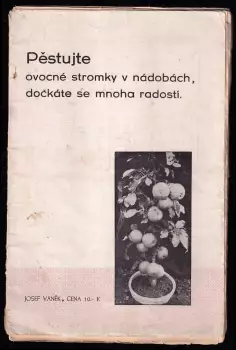 Pěstujte
ovocné stromky v nádobách,
dočkáte se mnoha radosti.
JOSEF VANĚK, CENA 10·- K